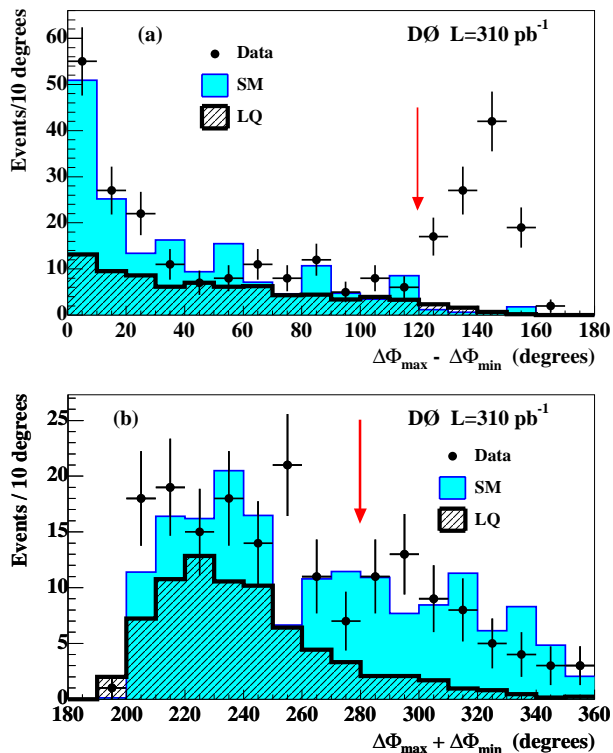 (a)
DØ L=310 pb⁻¹
Data
SM
LQ
Events/10 degrees
60
50
40
30
20
10
0
0 20 40 60 80 100 120 140 160 180
ΔΦmax - ΔΦmin (degrees)
(b)
DØ L=310 pb⁻¹
Data
SM
LQ
Events / 10 degrees
25
20
15
10
5
0
180 200 220 240 260 280 300 320 340 360
ΔΦmax + ΔΦmin (degrees)